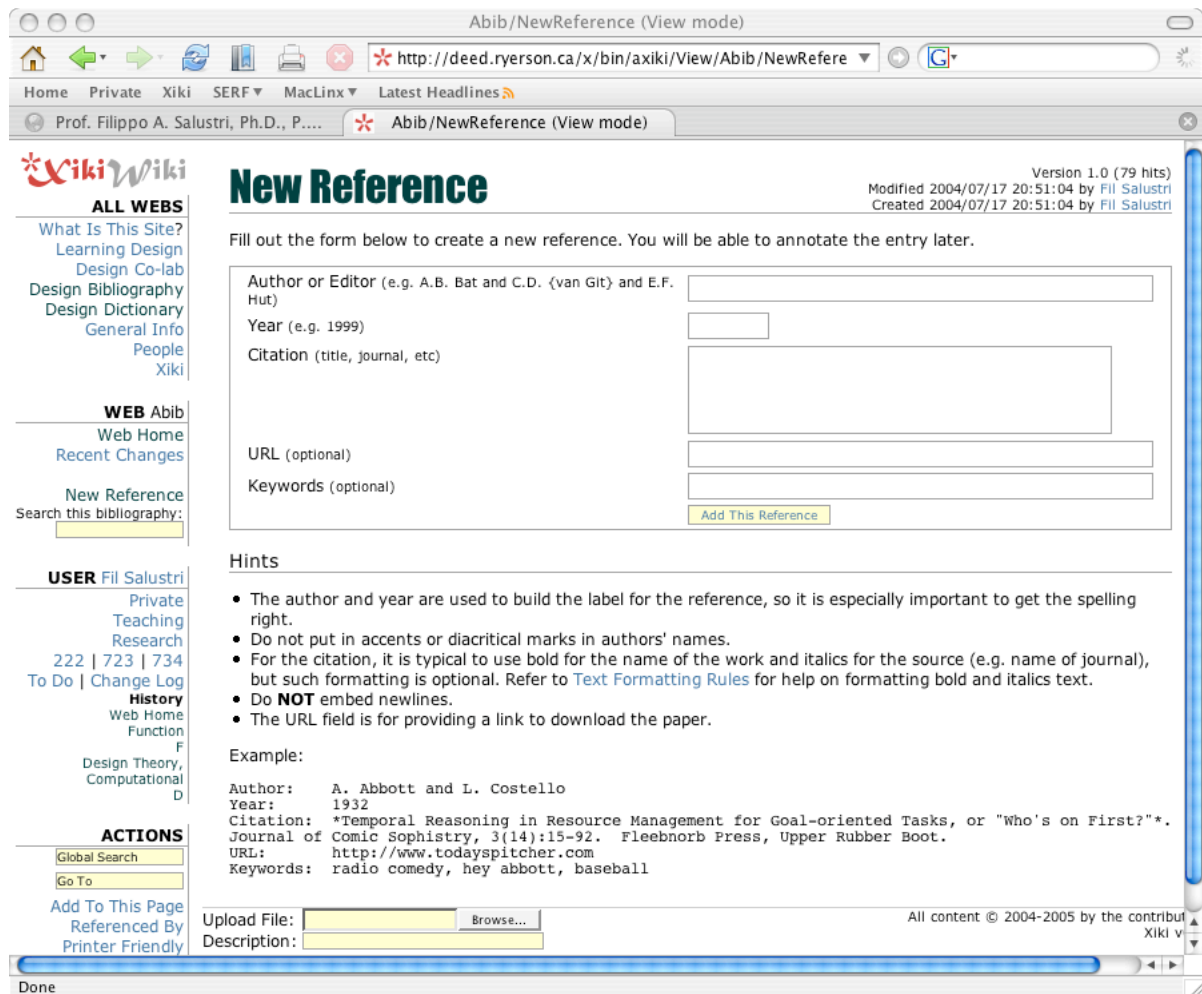 Abib/NewReference (View mode)
http://deed.ryerson.ca/x/bin/axiki/View/Abib/NewRefere
G
Home Private Xiki SERF MacLinx Latest Headlines
Prof. Filippo A. Salustri, Ph.D., P.... Abib/NewReference (View mode)
XikiWiki
ALL WEBS
What Is This Site?
Learning Design
Design Co-lab
Design Bibliography
Design Dictionary
General Info
People
Xiki
WEB Abib
Web Home
Recent Changes
New Reference
Search this bibliography:
USER Fil Salustri
Private
Teaching
Research
222 | 723 | 734
To Do | Change Log
History
Web Home
Function
F
Design Theory,
Computational
D
ACTIONS
Global Search
Go To
Add To This Page
Referenced By
Printer Friendly
New Reference
Version 1.0 (79 hits)
Modified 2004/07/17 20:51:04 by Fil Salustri
Created 2004/07/17 20:51:04 by Fil Salustri
Fill out the form below to create a new reference. You will be able to annotate the entry later.
Author or Editor (e.g. A.B. Bat and C.D. {van Git} and E.F.
Hut)
Year (e.g. 1999)
Citation (title, journal, etc)
URL (optional)
Keywords (optional)
Add This Reference
Hints
• The author and year are used to build the label for the reference, so it is especially important to get the spelling
right.
• Do not put in accents or diacritical marks in authors' names.
• For the citation, it is typical to use bold for the name of the work and italics for the source (e.g. name of journal),
but such formatting is optional. Refer to Text Formatting Rules for help on formatting bold and italics text.
• Do NOT embed newlines.
• The URL field is for providing a link to download the paper.
Example:
Author: A. Abbott and L. Costello
Year: 1932
Citation: *Temporal Reasoning in Resource Management for Goal-oriented Tasks, or "Who's on First?"*.
Journal of Comic Sophistry, 3(14):15-92. Fleebnorb Press, Upper Rubber Boot.
URL: http://www.todayspitcher.com
Keywords: radio comedy, hey abbott, baseball
Upload File: Browse...
Description:
All content © 2004-2005 by the contribut
Xiki v
Done